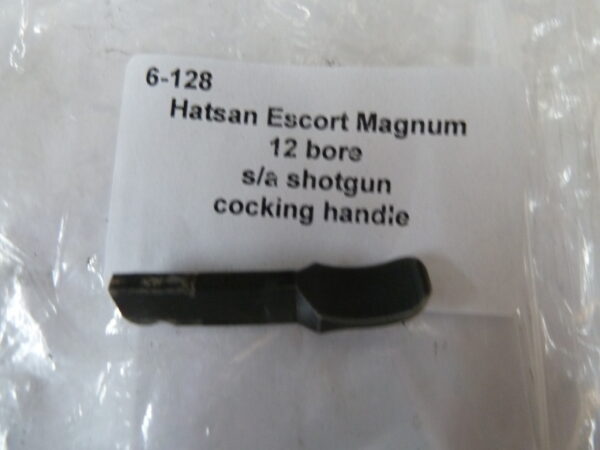 6-128
Hatsan Escort Magnum
12 bore
s/a shotgun
cocking handle